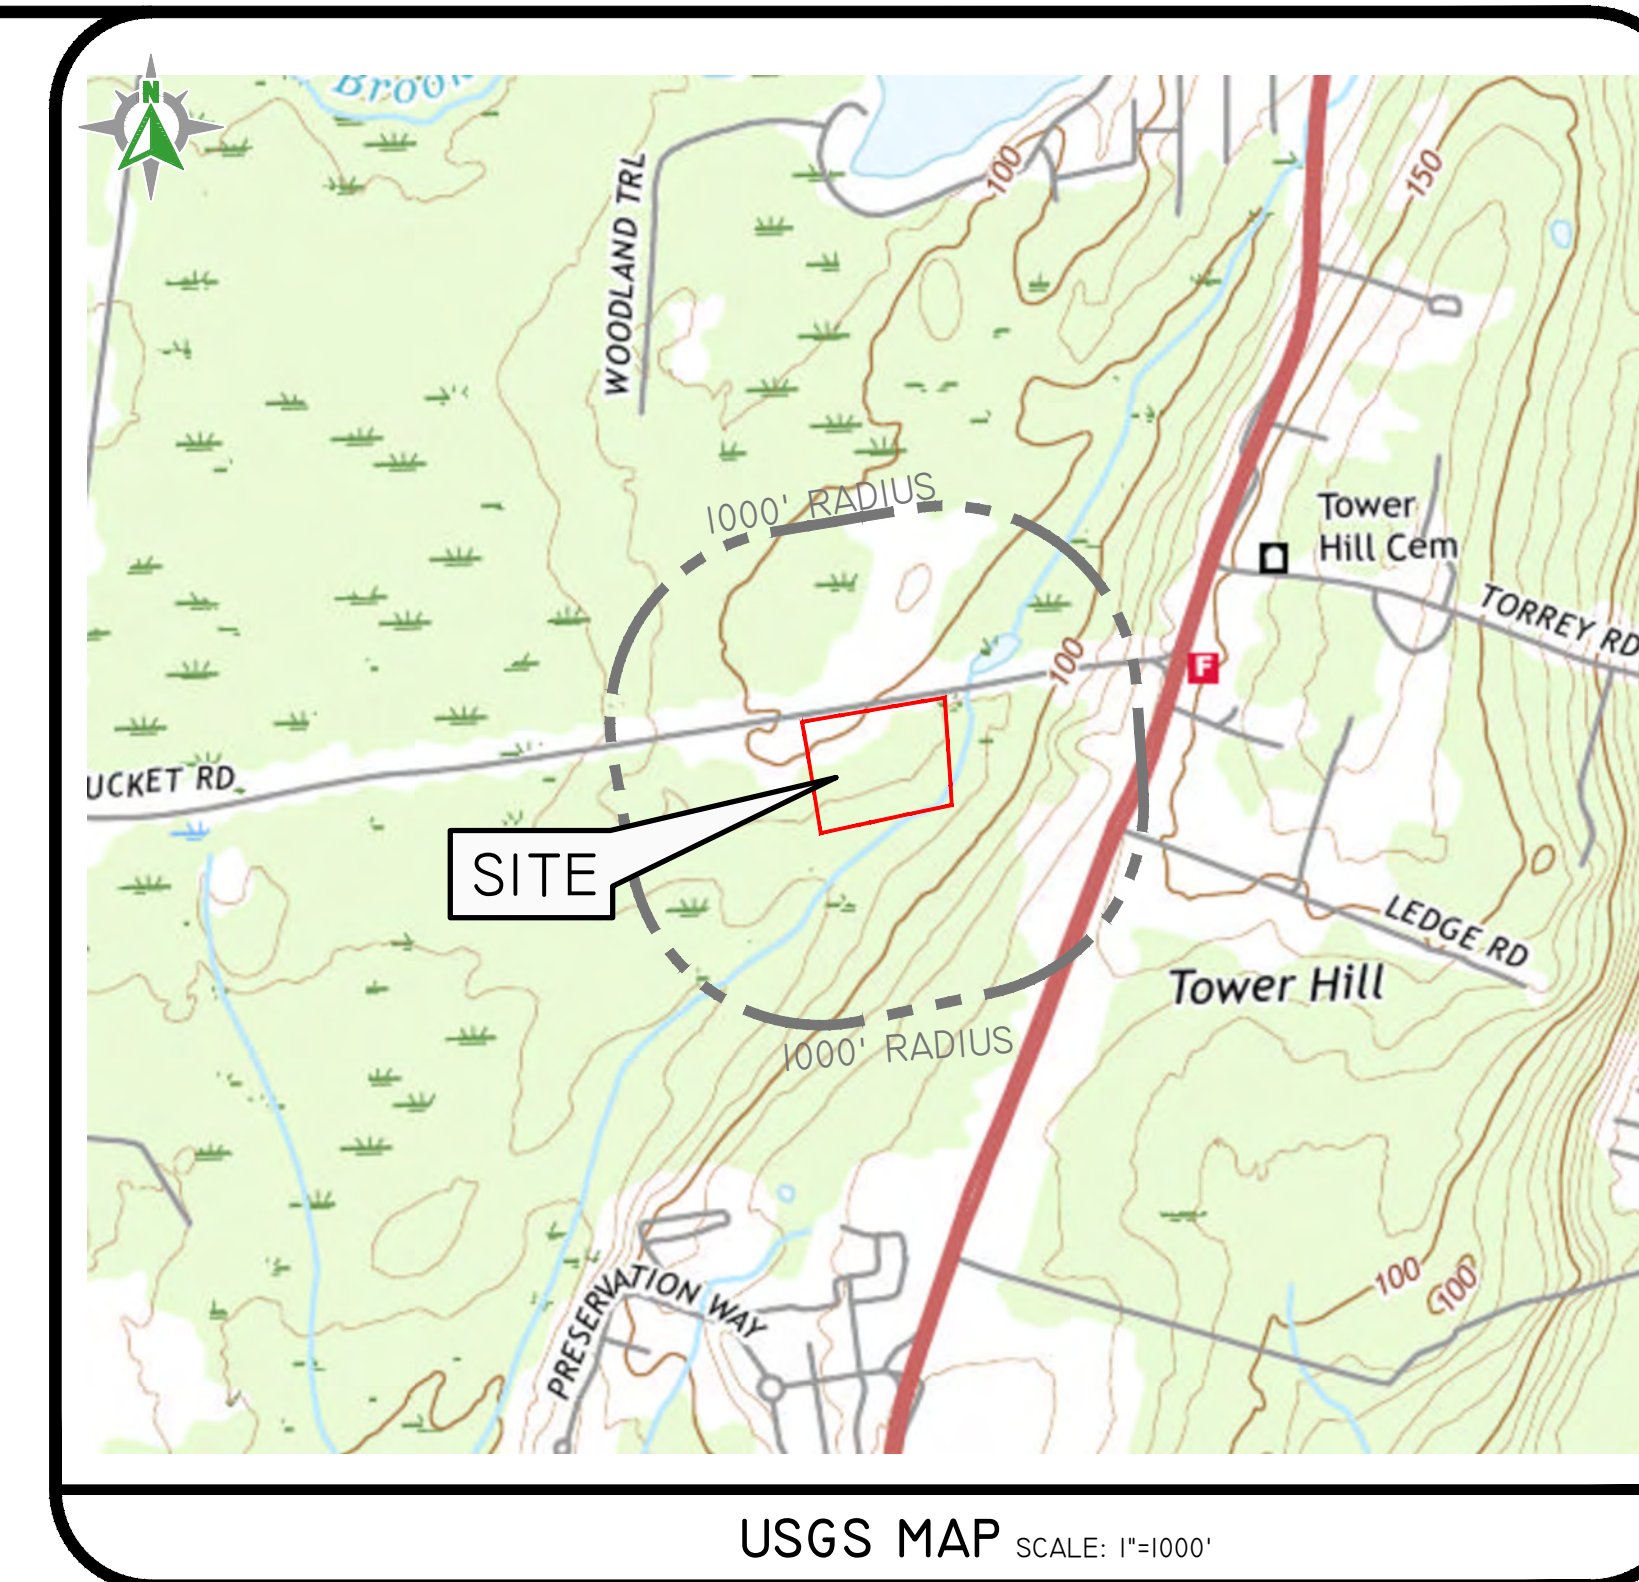 N
Brook
WOODLAND TRL
100
150
1000' RADIUS
Tower
Hill Cem
TORREY RD
F
100
UCKET RD
SITE
LEDGE RD
Tower Hill
1000' RADIUS
100
100
PRESERVATION WAY
USGS MAP SCALE: 1"=1000'